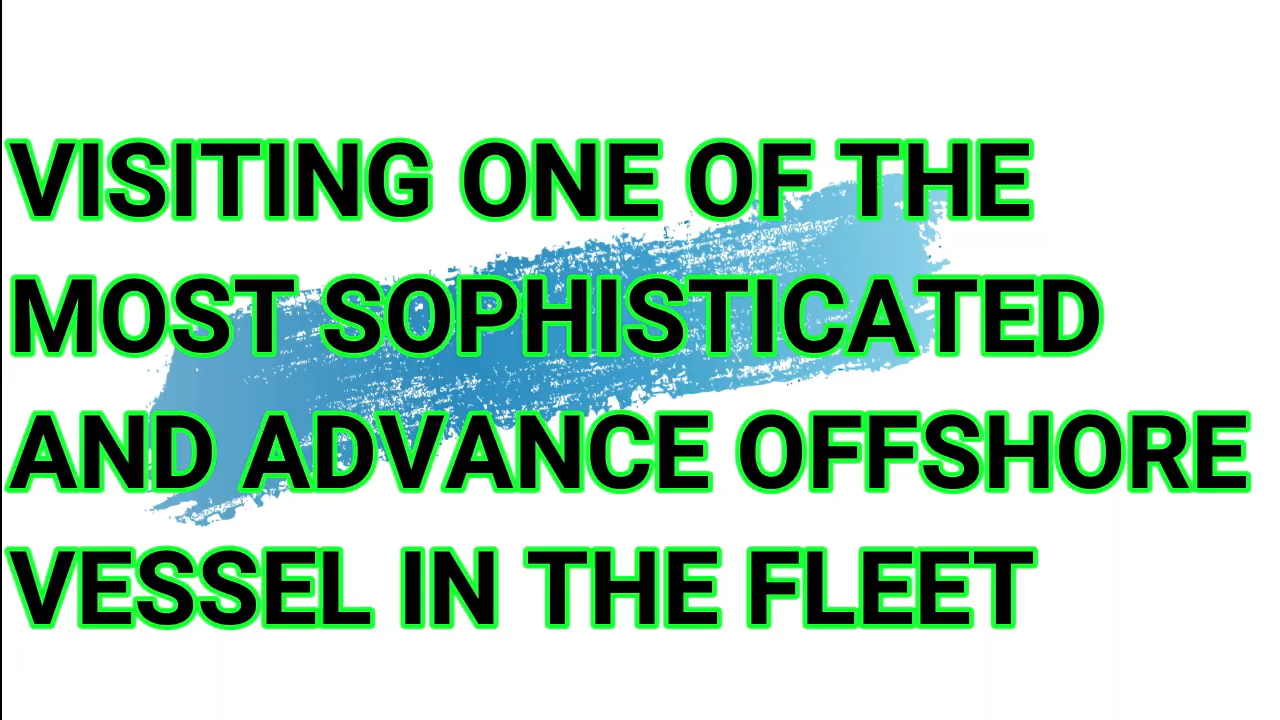 VISITING ONE OF THE
MOST SOPHISTICATED
AND ADVANCE OFFSHORE
VESSEL IN THE FLEET